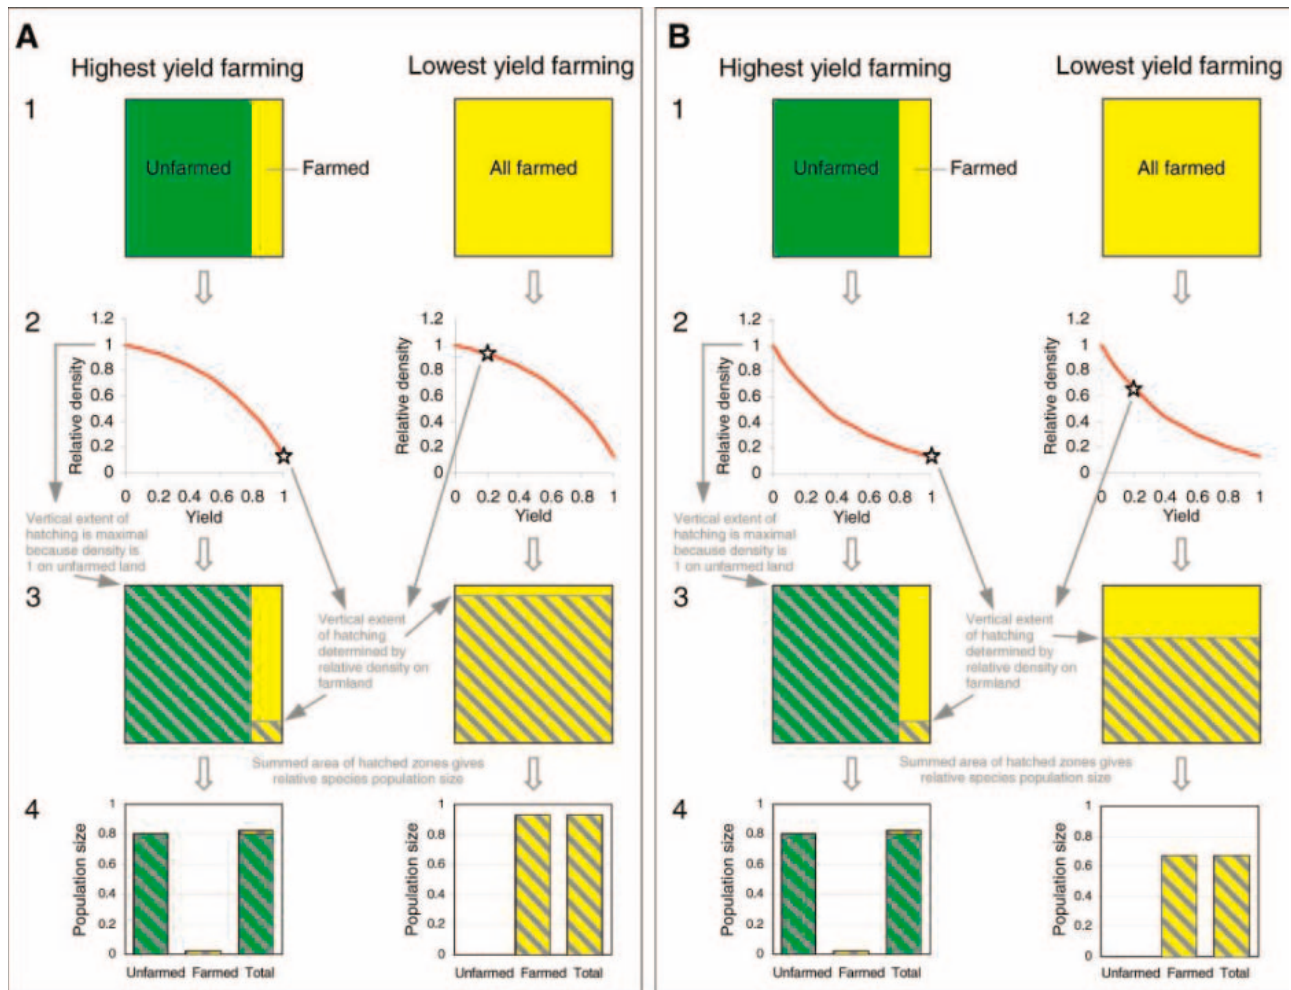 A
Highest yield farming
Lowest yield farming
1
Unfarmed
Farmed
All farmed
2
Relative density
1.2
1
0.8
0.6
0.4
0.2
0
0 0.2 0.4 0.6 0.8 1
Yield
Relative density
1.2
1
0.8
0.6
0.4
0.2
0
0 0.2 0.4 0.6 0.8 1
Yield
Vertical extent of
hatching is maximal
because density is
1 on unfarmed land
3
Vertical extent
of hatching
determined by
relative density on
farmland
Summed area of hatched zones gives
relative species population size
4
Population size
1
0.8
0.6
0.4
0.2
0
Unfarmed Farmed Total
Population size
1
0.8
0.6
0.4
0.2
0
Unfarmed Farmed Total
B
Highest yield farming
Lowest yield farming
1
Unfarmed
Farmed
All farmed
2
Relative density
1.2
1
0.8
0.6
0.4
0.2
0
0 0.2 0.4 0.6 0.8 1
Yield
Relative density
1.2
1
0.8
0.6
0.4
0.2
0
0 0.2 0.4 0.6 0.8 1
Yield
Vertical extent of
hatching is maximal
because density is
1 on unfarmed land
3
Vertical extent
of hatching
determined by
relative density on
farmland
Summed area of hatched zones gives
relative species population size
4
Population size
1
0.8
0.6
0.4
0.2
0
Unfarmed Farmed Total
Population size
1
0.8
0.6
0.4
0.2
0
Unfarmed Farmed Total